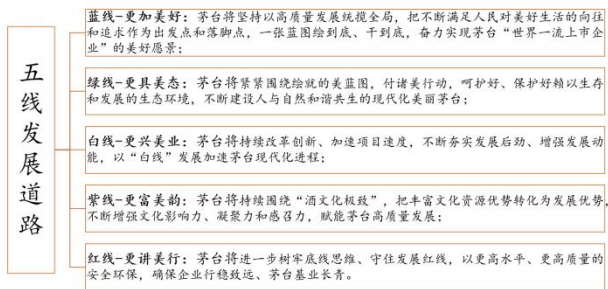 五线发展道路
蓝线-更加美好：茅台将坚持以高质量发展统揽全局，把不断满足人民对美好生活的向往
和追求作为出发点和落脚点，一张蓝图绘到底、干到底，奋力实现茅台“世界一流上市企
业”的美好愿景；
绿线-更具美态：茅台将紧紧围绕绘就的美蓝图，付诸美行动，呵护好、保护好赖以生存
和发展的生态环境，不断建设人与自然和谐共生的现代化美丽茅台；
白线-更兴美业：茅台将持续改革创新、加速项目速度，不断夯实发展后劲、增强发展动
能，以“白线”发展加速茅台现代化进程；
紫线-更富美韵：茅台将持续围绕“酒文化极致”，把丰富文化资源优势转化为发展优势，
不断增强文化影响力、凝聚力和感召力，赋能茅台高质量发展；
红线-更讲美行：茅台将进一步树牢底线思维、守住发展红线，以更高水平、更高质量的
安全环保，确保企业行稳致远、茅台基业长青。